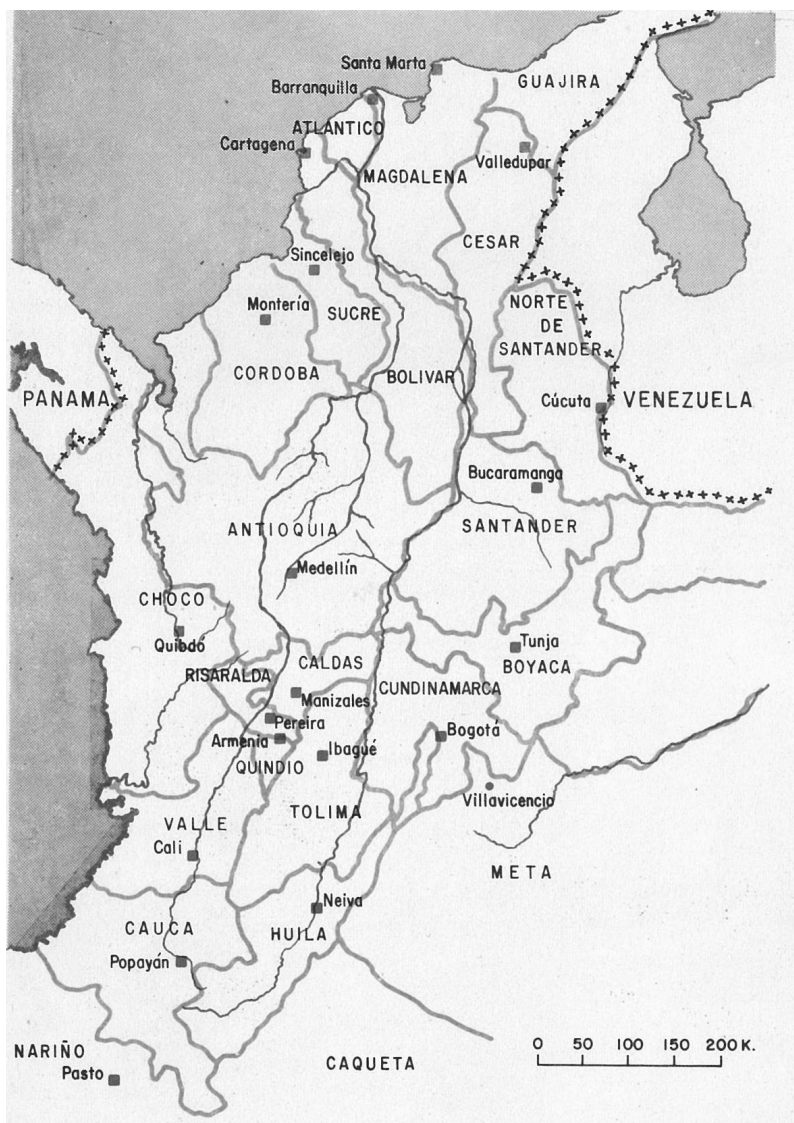 Santa Marta
GUAJIRA
Barranquilla
ATLANTICO
Cartagena
Valledupar
MAGDALENA
CESAR
Sincelejo
NORTE
DE
SANTANDER
Montería
SUCRE
CORDOBA
BOLIVAR
PANAMA
Cúcuta
VENEZUELA
Bucaramanga
ANTIOQUIA
SANTANDER
Medellín
CHOCO
Quibdó
Tunja
BOYACA
CALDAS
RISARALDA
CUNDINAMARCA
Manizales
Pereira
Bogotá
Armenia
Ibagué
QUINDIO
Villavicencio
TOLIMA
VALLE
Cali
META
Neiva
CAUCA
HUILA
Popayán
0 50 100 150 200 K.
NARIÑO
CAQUETA
Pasto